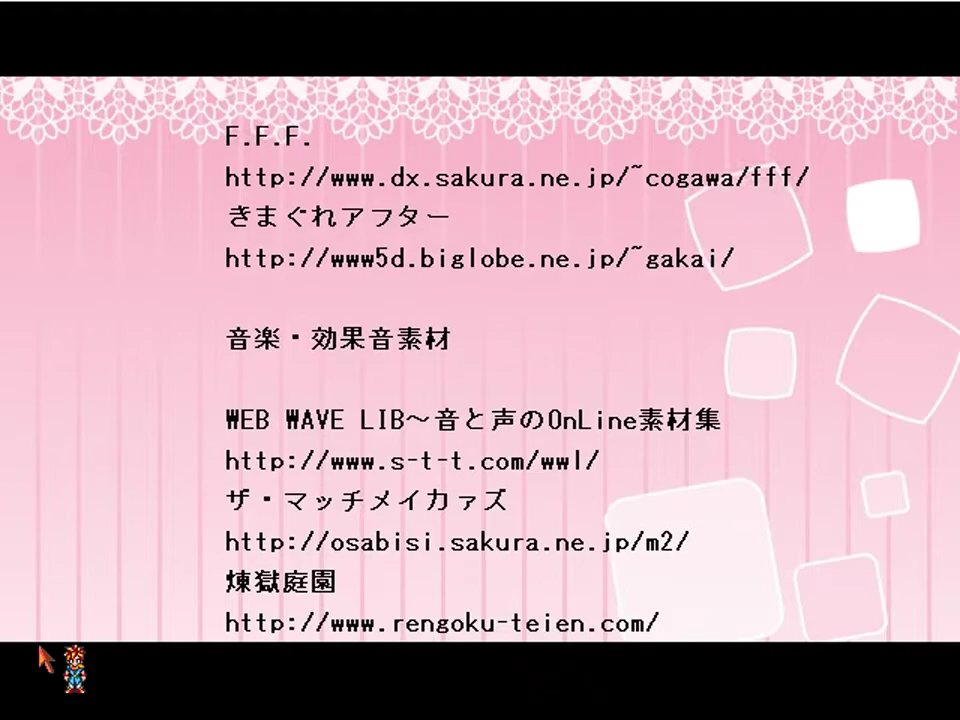 F.F.F.
http://www.dx.sakura.ne.jp/~cogawa/fff/
きまぐれアフター
http://www5d.biglobe.ne.jp/~gakai/
音楽・効果音素材
WEB WAVE LIB～音と声のOnLine素材集
http://www.s-t-t.com/wwl/
ザ・マッチメイカァズ
http://osabisi.sakura.ne.jp/m2/
煉獄庭園
http://www.rengoku-teien.com/